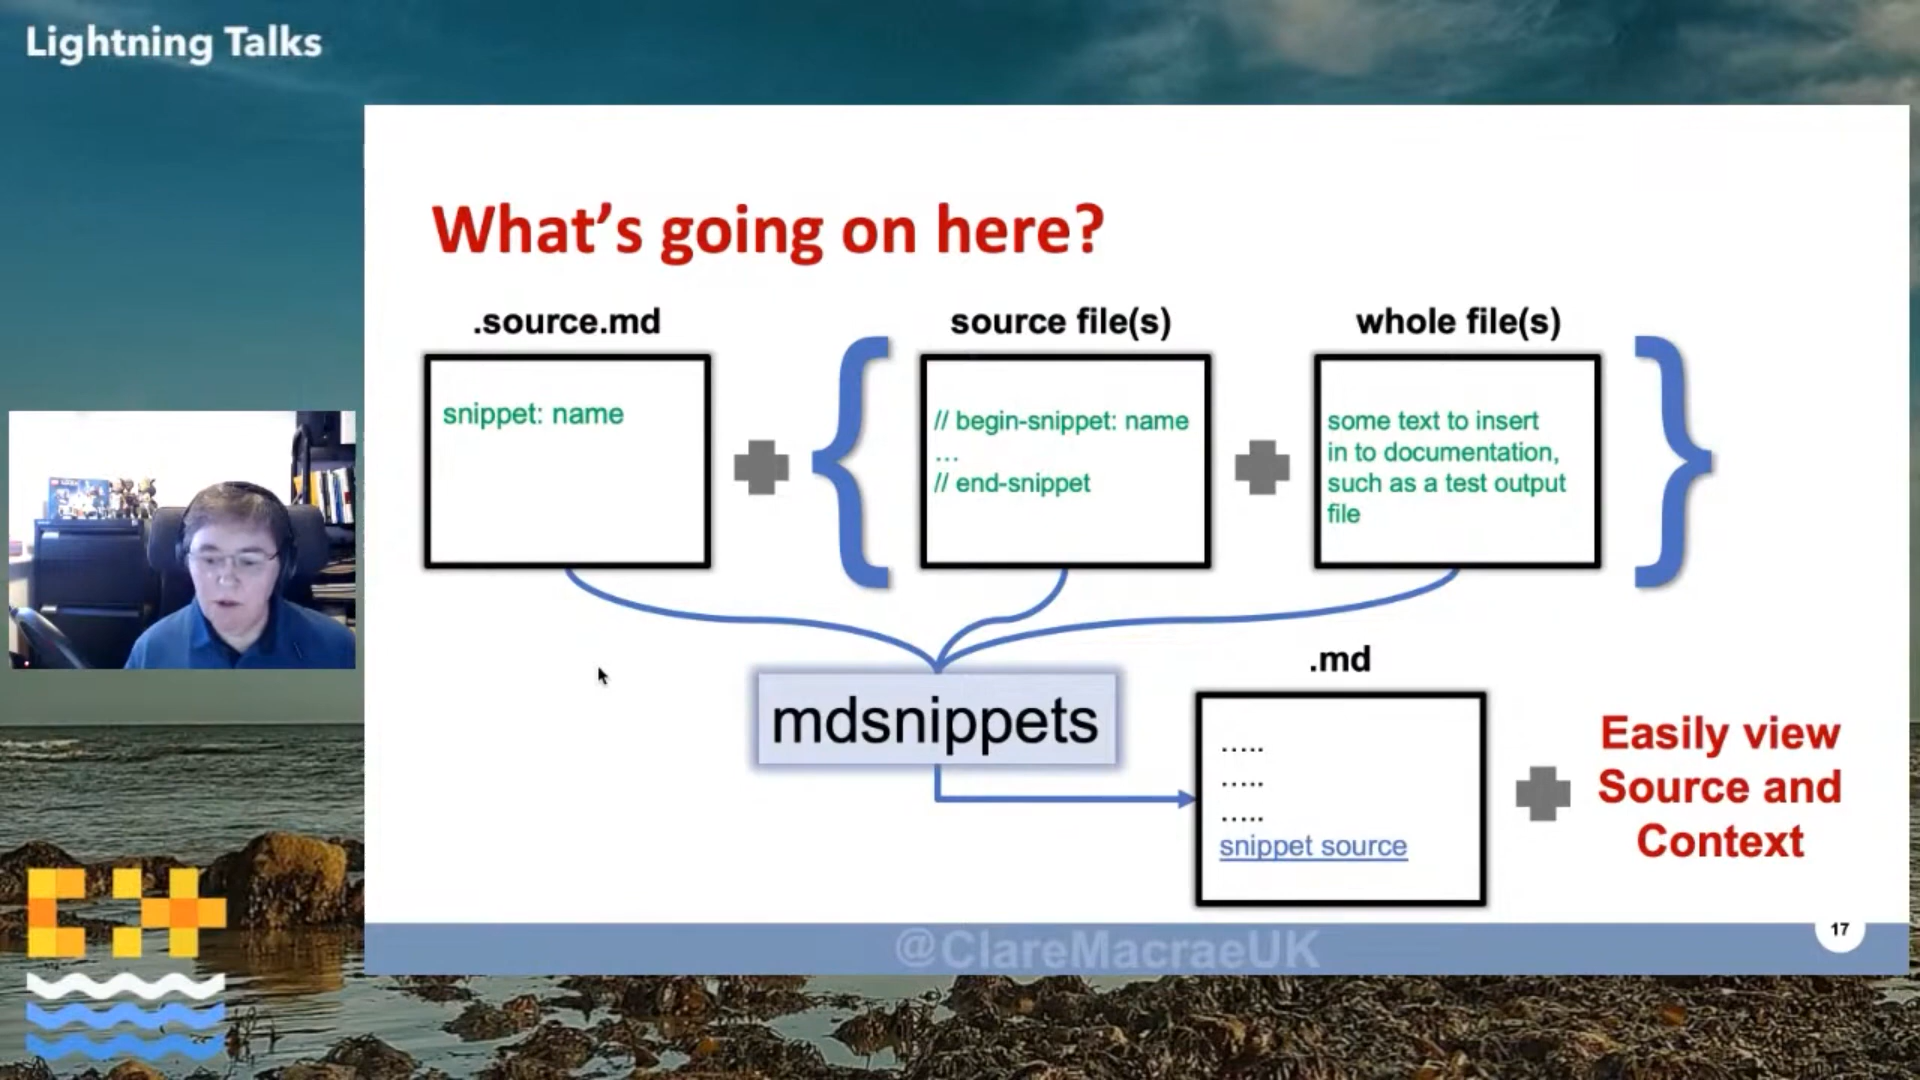 Lightning Talks
What's going on here?
.source.md
source file(s)
whole file(s)
snippet: name
// begin-snippet: name
...
// end-snippet
some text to insert
in to documentation,
such as a test output
file
mdsnippets
.md
.....
.....
.....
snippet source
Easily view
Source and
Context
@ClareMacraeUK
17